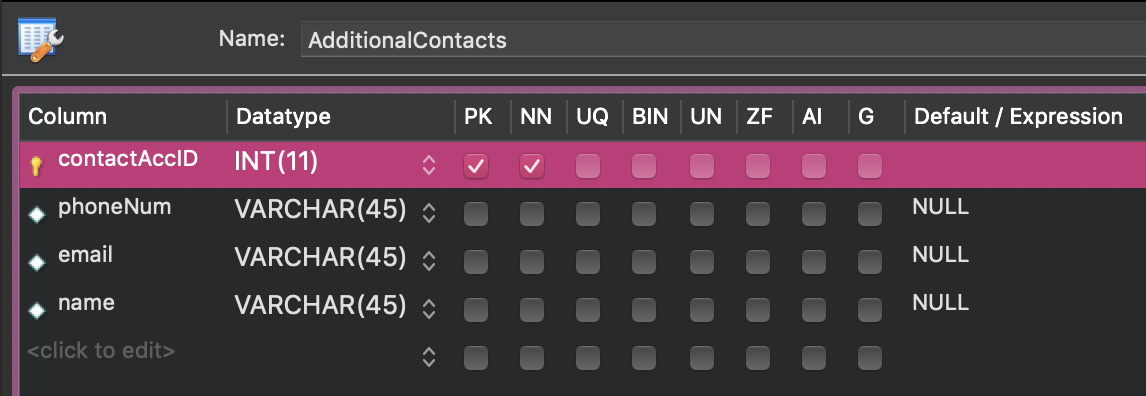 Name: AdditionalContacts
Column Datatype PK NN UQ BIN UN ZF AI G Default / Expression
contactAccID INT(11)
phoneNum VARCHAR(45) NULL
email VARCHAR(45) NULL
name VARCHAR(45) NULL
<click to edit>